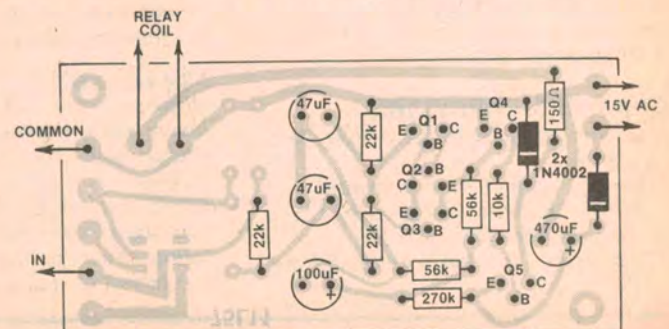 RELAY
COIL
15V AC
COMMON
IN
47uF
22k
E Q1 C
B
Q4
E C
B
150Ω
2x
1N4002
47uF
22k
22k
Q2 B
C E
E C
Q3 B
56k
10k
470uF
+
100uF
+
56k
270k
Q5
E C
B
75L11